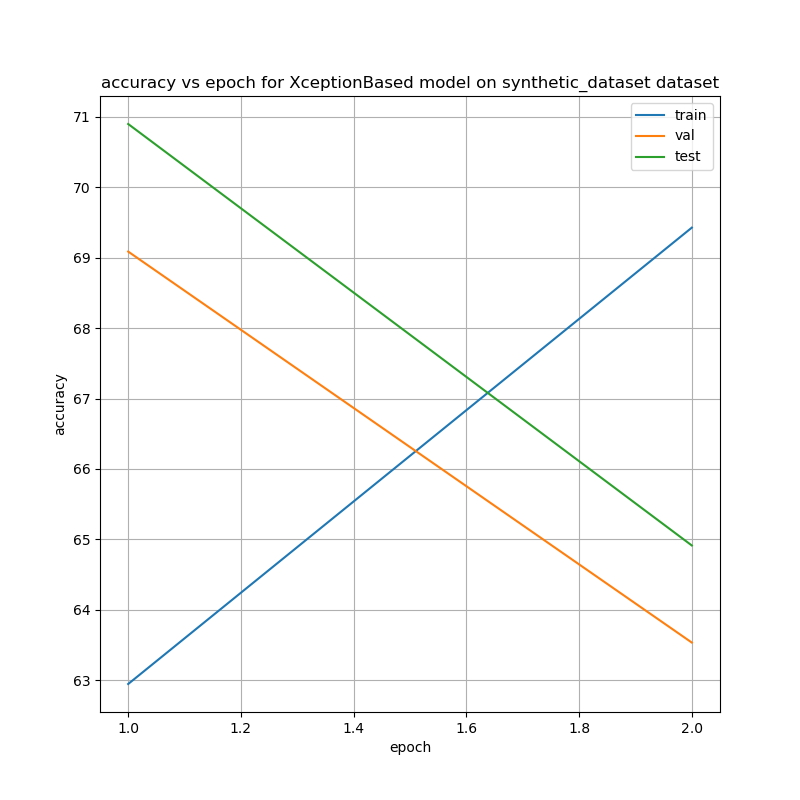 accuracy vs epoch for XceptionBased model on synthetic_dataset dataset
train
val
test
71
70
69
68
67
66
65
64
63
accuracy
1.0 1.2 1.4 1.6 1.8 2.0
epoch